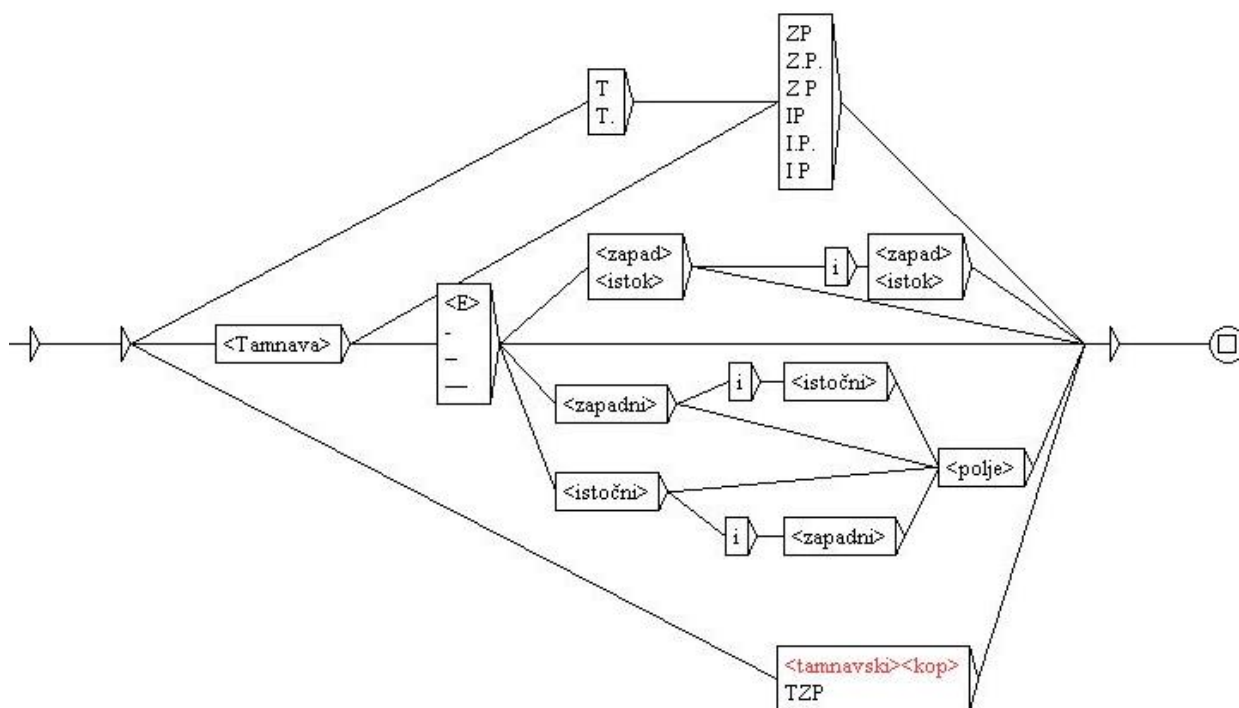 ZP
Z.P.
Z P
IP
I.P.
I P
T
T.
<zapad>
<istok>
i
<zapad>
<istok>
<E>
-
–
—
<Tamnava>
<zapadni>
i
<istočni>
<polje>
<istočni>
i
<zapadni>
<tamnavski><kop>
TZP